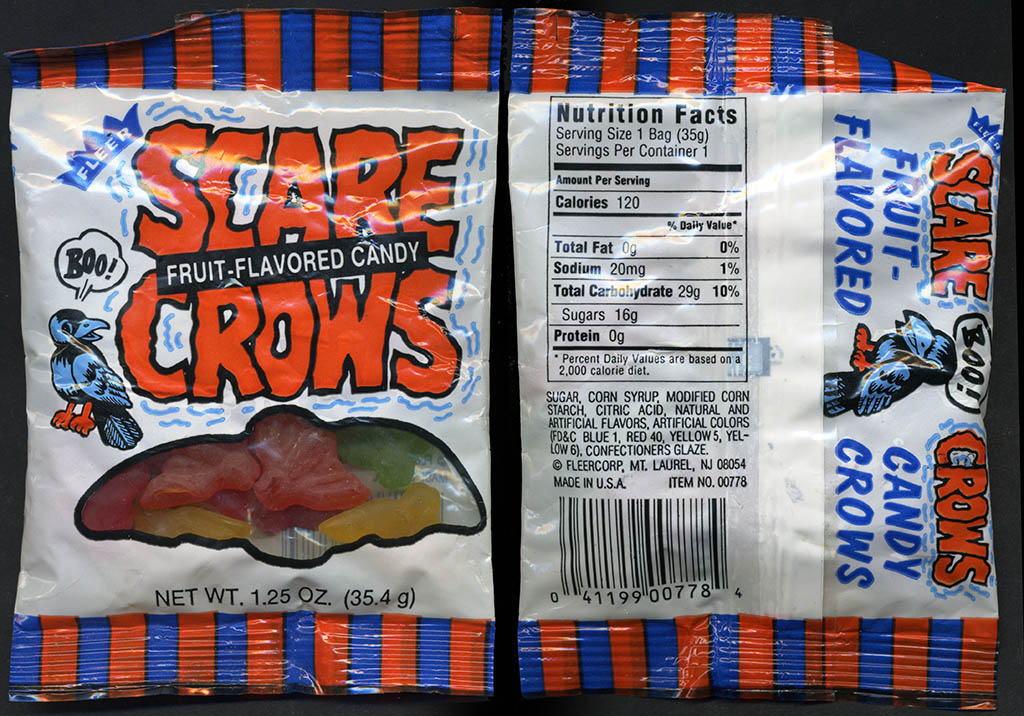 FLEER
SCARE
FRUIT-FLAVORED CANDY
CROWS
BOO!
NET WT. 1.25 OZ. (35.4 g)
Nutrition Facts
Serving Size 1 Bag (35g)
Servings Per Container 1
Amount Per Serving
Calories 120
% Daily Value*
Total Fat 0g 0%
Sodium 20mg 1%
Total Carbohydrate 29g 10%
Sugars 16g
Protein 0g
* Percent Daily Values are based on a
2,000 calorie diet.
SUGAR, CORN SYRUP, MODIFIED CORN
STARCH, CITRIC ACID, NATURAL AND
ARTIFICIAL FLAVORS, ARTIFICIAL COLORS
(FD&C BLUE 1, RED 40, YELLOW 5, YEL-
LOW 6), CONFECTIONERS GLAZE.
© FLEERCORP, MT. LAUREL, NJ 08054
MADE IN U.S.A. ITEM NO. 00778
0 41199 00778 4
FLEER
SCARE
BOO!
CROWS
FRUIT-
FLAVORED
CANDY
CROWS